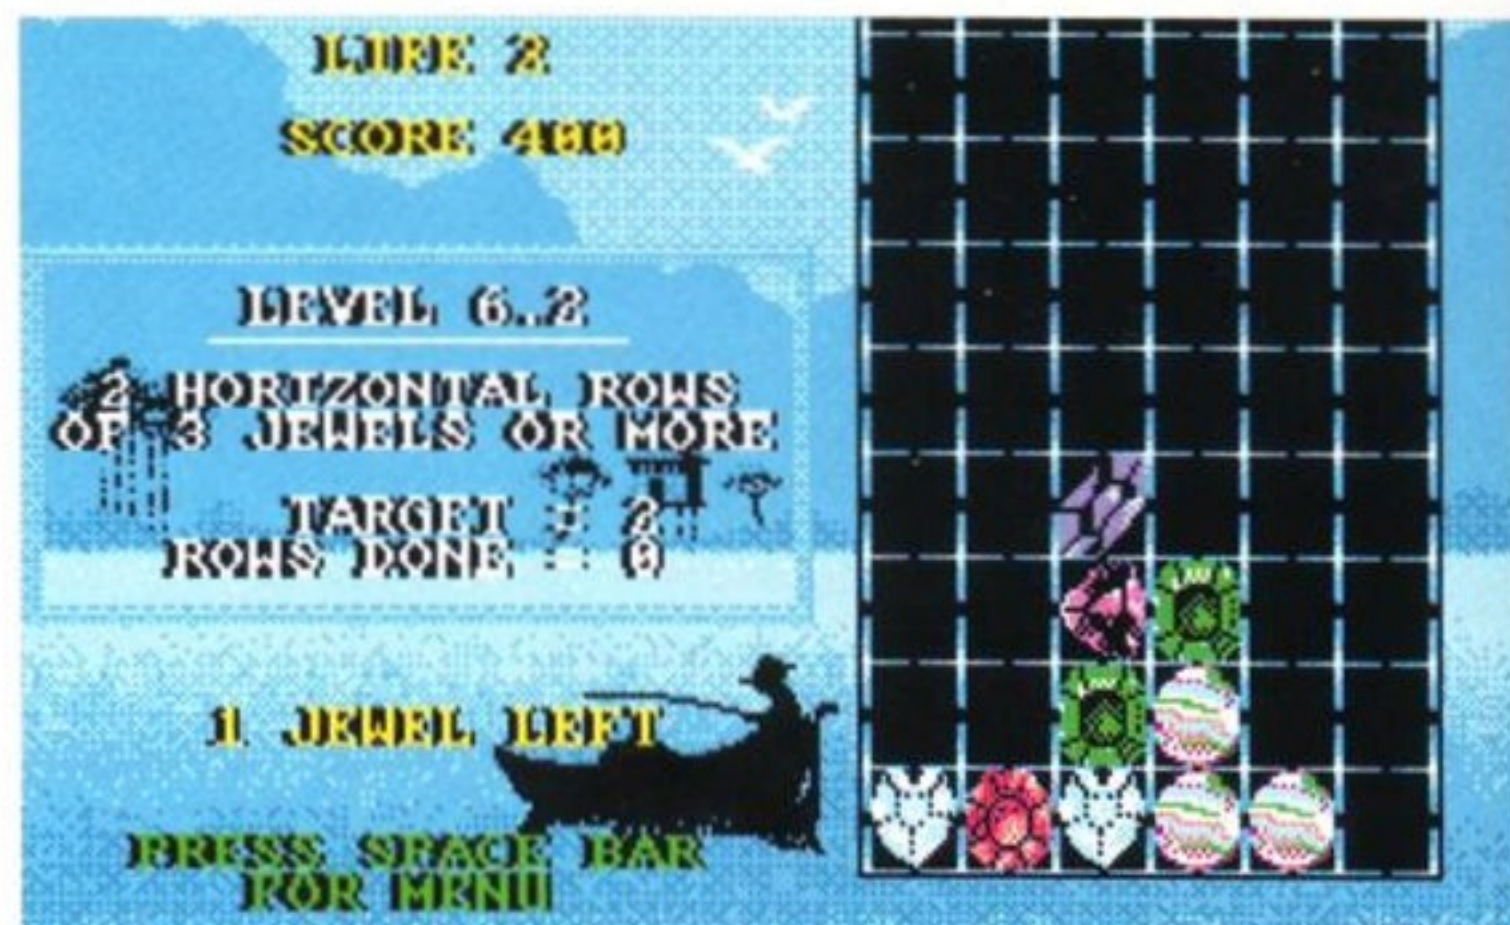 LIFE 2
SCORE 400
LEVEL 6.2
2 HORIZONTAL ROWS
OF 3 JEWELS OR MORE
TARGET = 2
ROWS DONE = 0
1 JEWEL LEFT
PRESS SPACE BAR
FOR MENU